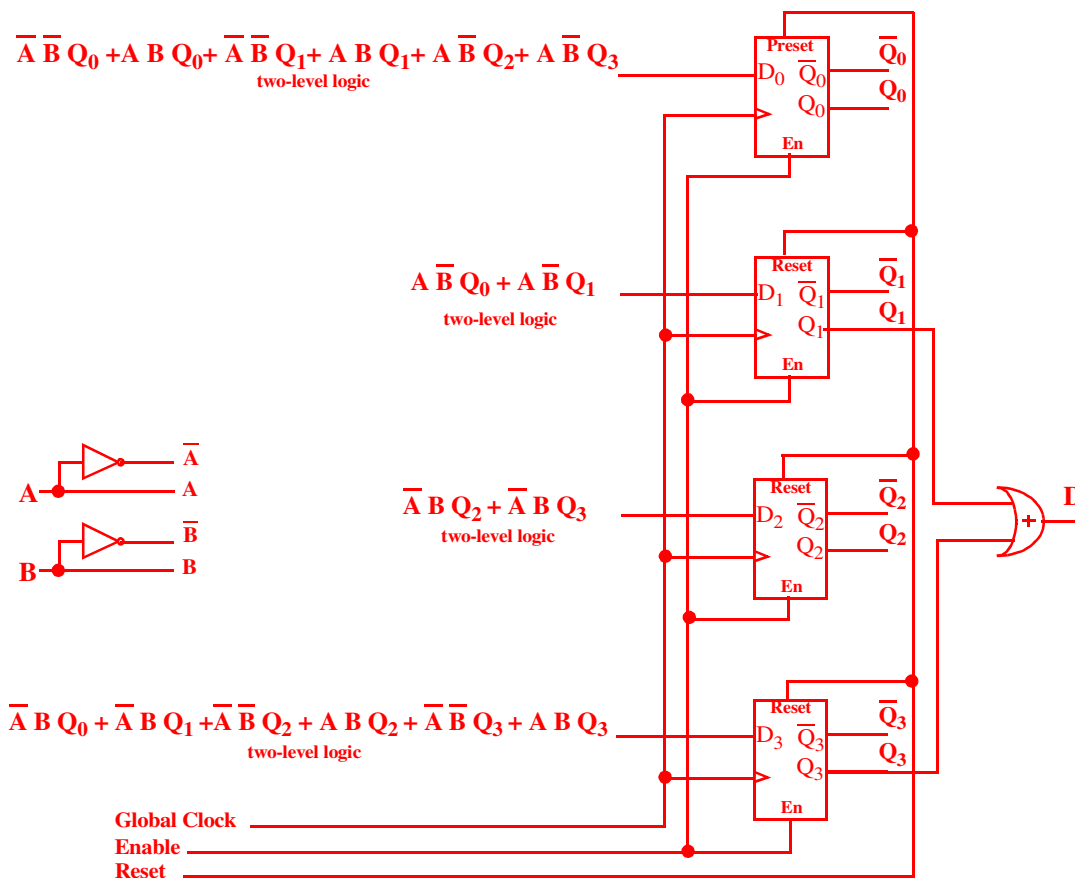 A̅ B̅ Q₀ +A B Q₀+ A̅ B̅ Q₁+ A B Q₁+ A B̅ Q₂+ A B̅ Q₃
two-level logic
Preset
D₀
Q̅₀
Q₀
En
Q̅₀
Q₀
A B̅ Q₀ + A B̅ Q₁
two-level logic
Reset
D₁
Q̅₁
Q₁
En
Q̅₁
Q₁
A
A̅
A
B
B̅
B
A̅ B Q₂ + A̅ B Q₃
two-level logic
Reset
D₂
Q̅₂
Q₂
En
Q̅₂
Q₂
+
D
A̅ B Q₀ + A̅ B Q₁ +A̅ B̅ Q₂ + A B Q₂ + A̅ B̅ Q₃ + A B Q₃
two-level logic
Reset
D₃
Q̅₃
Q₃
En
Q̅₃
Q₃
Global Clock
Enable
Reset